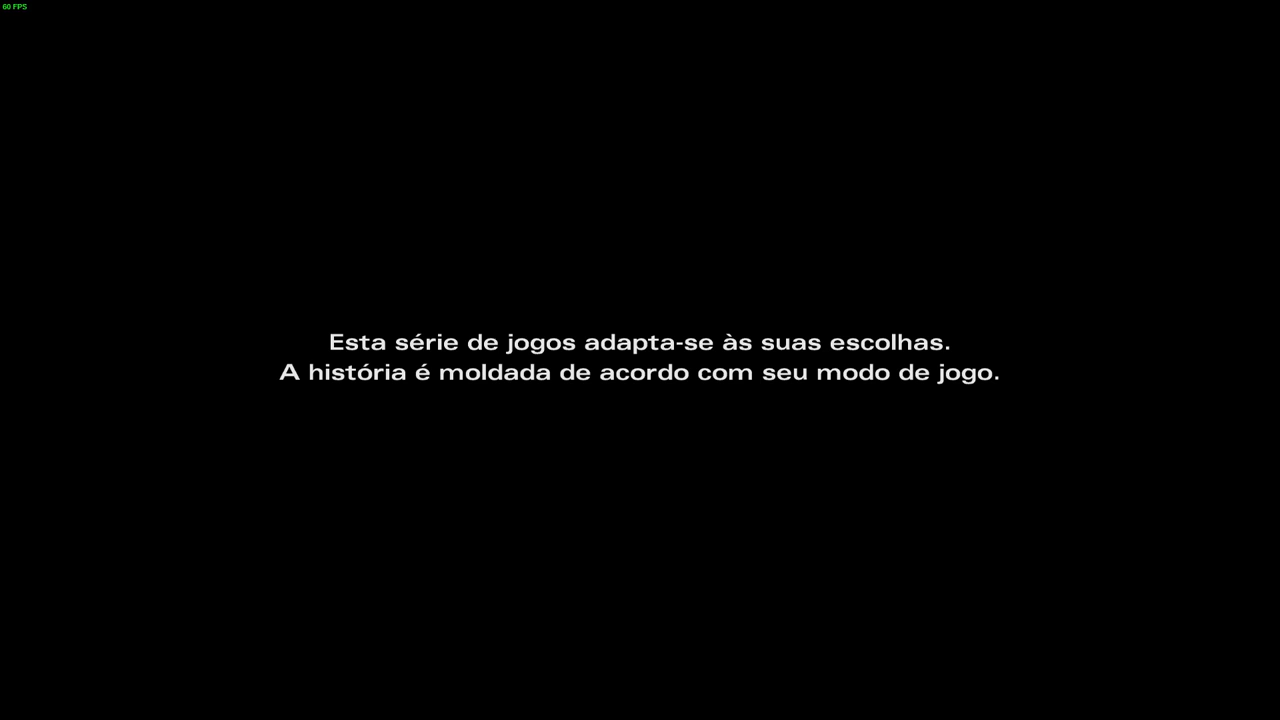 60 FPS
Esta série de jogos adapta-se às suas escolhas.
A história é moldada de acordo com seu modo de jogo.